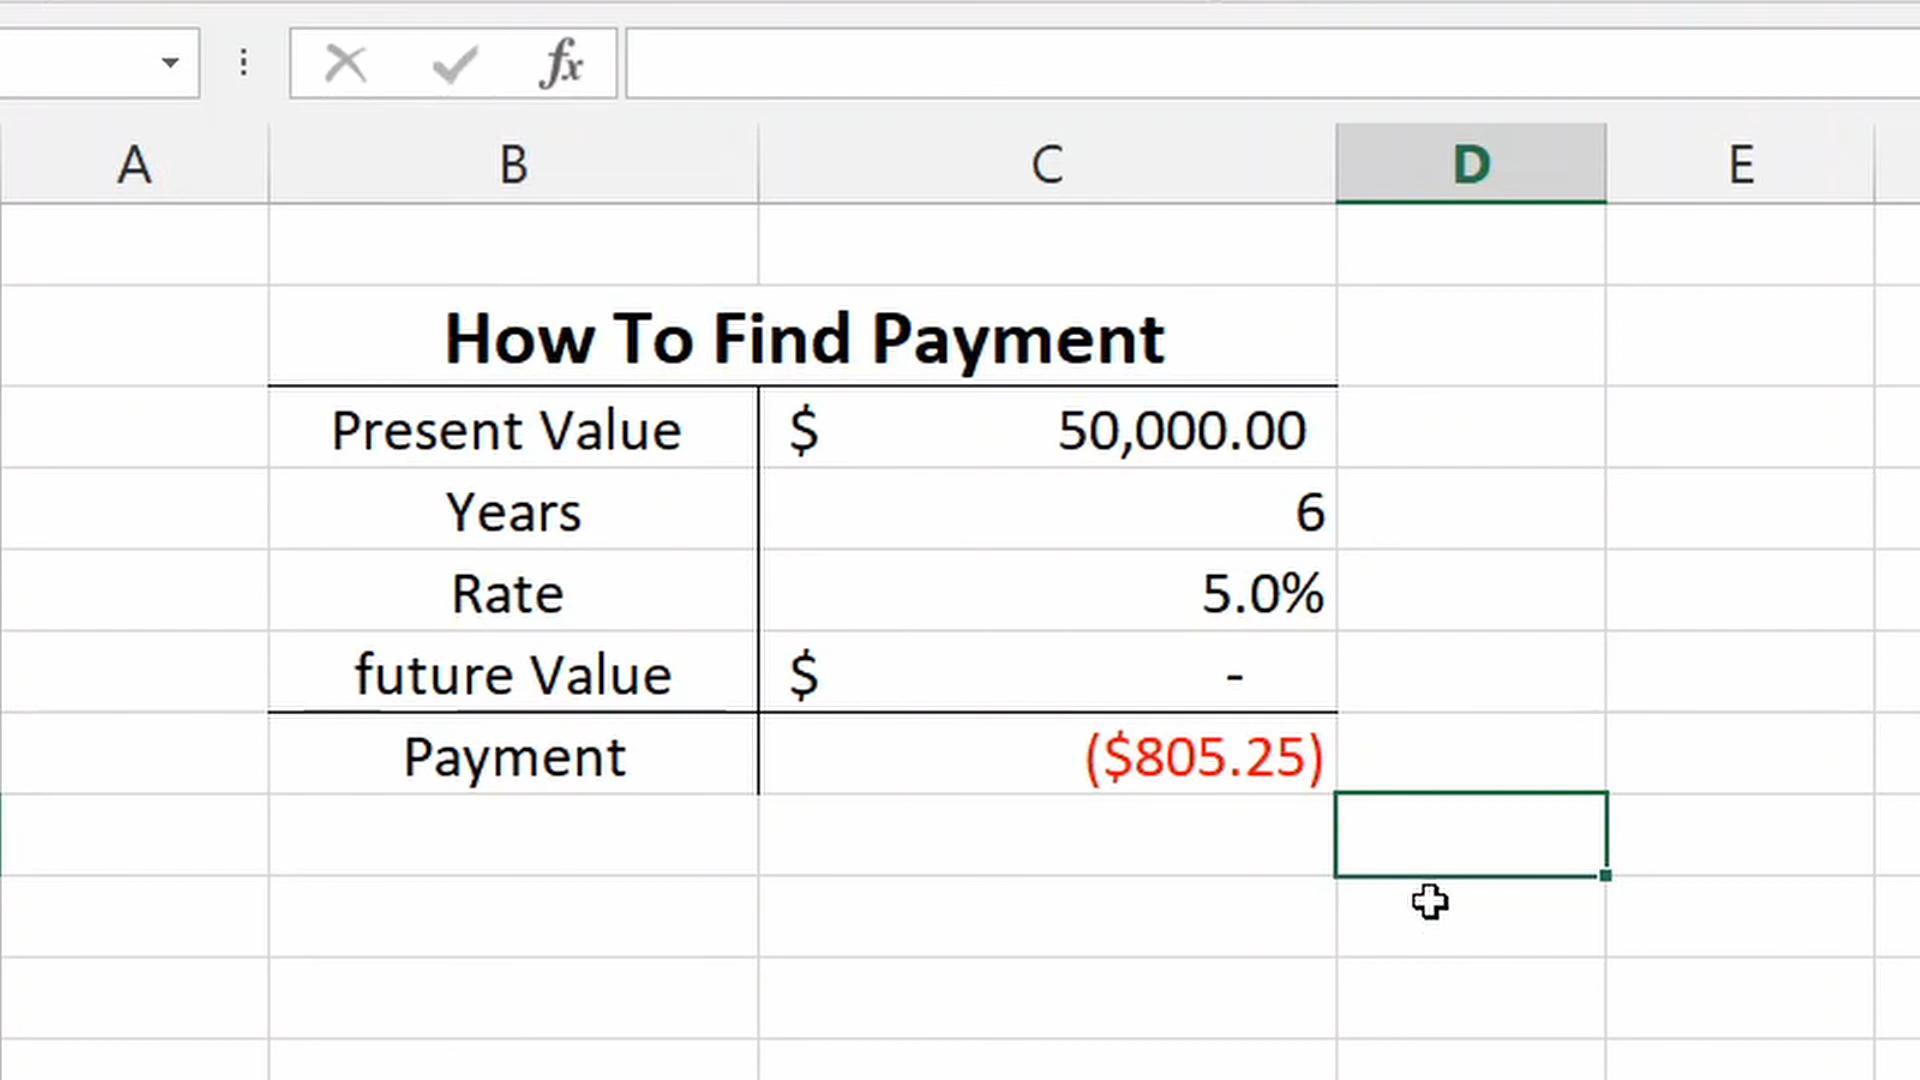 fx
A B C D E
How To Find Payment
Present Value $ 50,000.00
Years 6
Rate 5.0%
future Value $ -
Payment ($805.25)